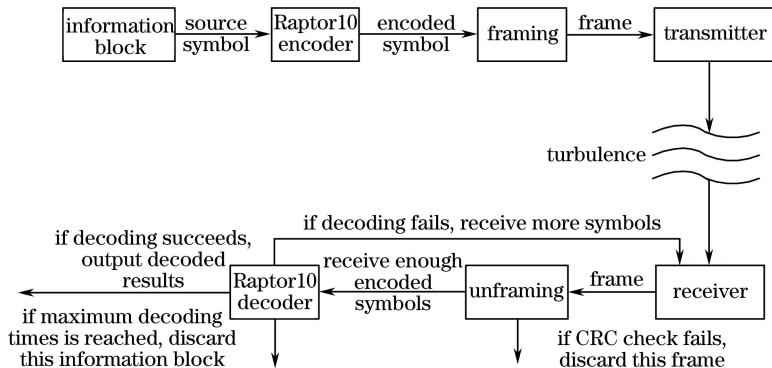 information
block
source
symbol
Raptor10
encoder
encoded
symbol
framing
frame
transmitter
turbulence
if decoding fails, receive more symbols
if decoding succeeds,
output decoded
results
Raptor10
decoder
receive enough
encoded
symbols
unframing
frame
receiver
if maximum decoding
times is reached, discard
this information block
if CRC check fails,
discard this frame